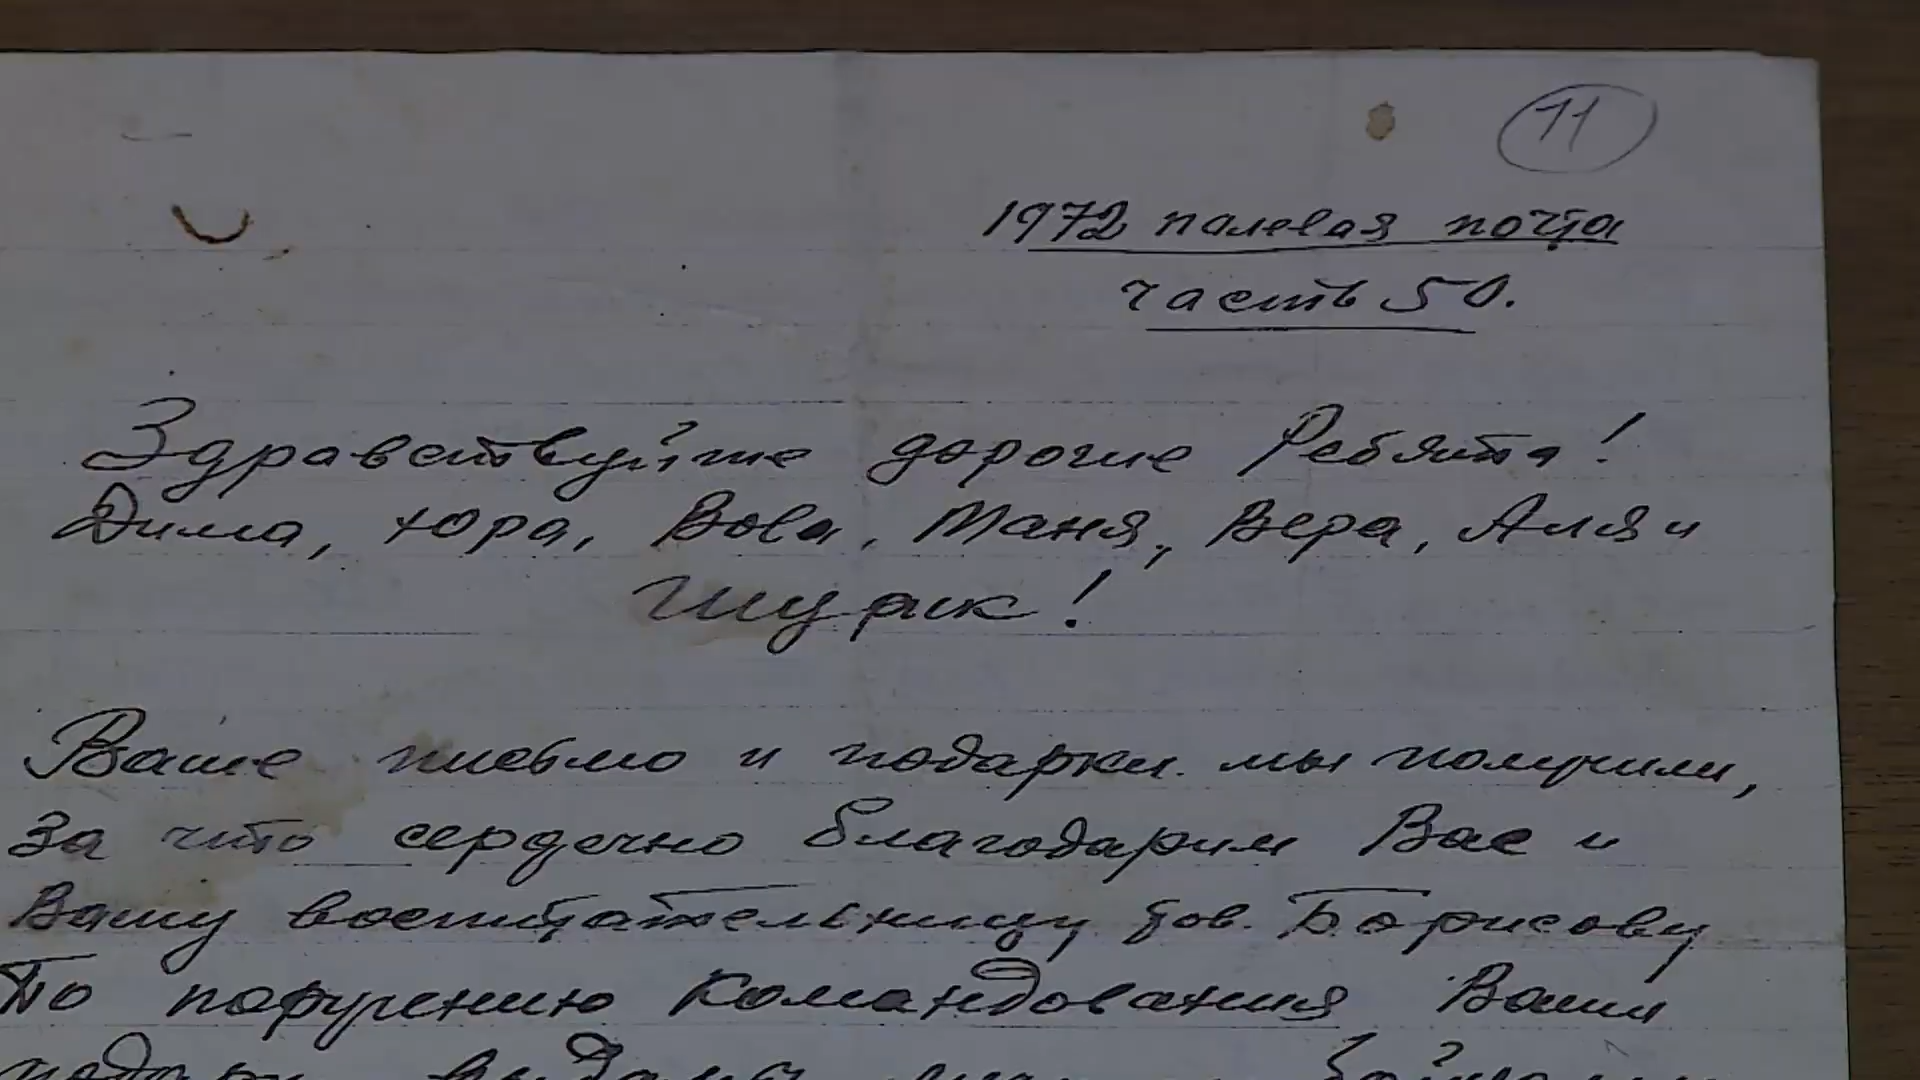 11
1972 полевая почта
часть 50.
Здравствуйте дорогие Ребята!
Дима, Юра, Вова, Таня, Вера, Аля и
Шурик!
Ваше письмо и подарки мы получили,
за что сердечно благодарим Вас и
Вашу воспитательницу тов. Борисову
По поручению Командования Ваши